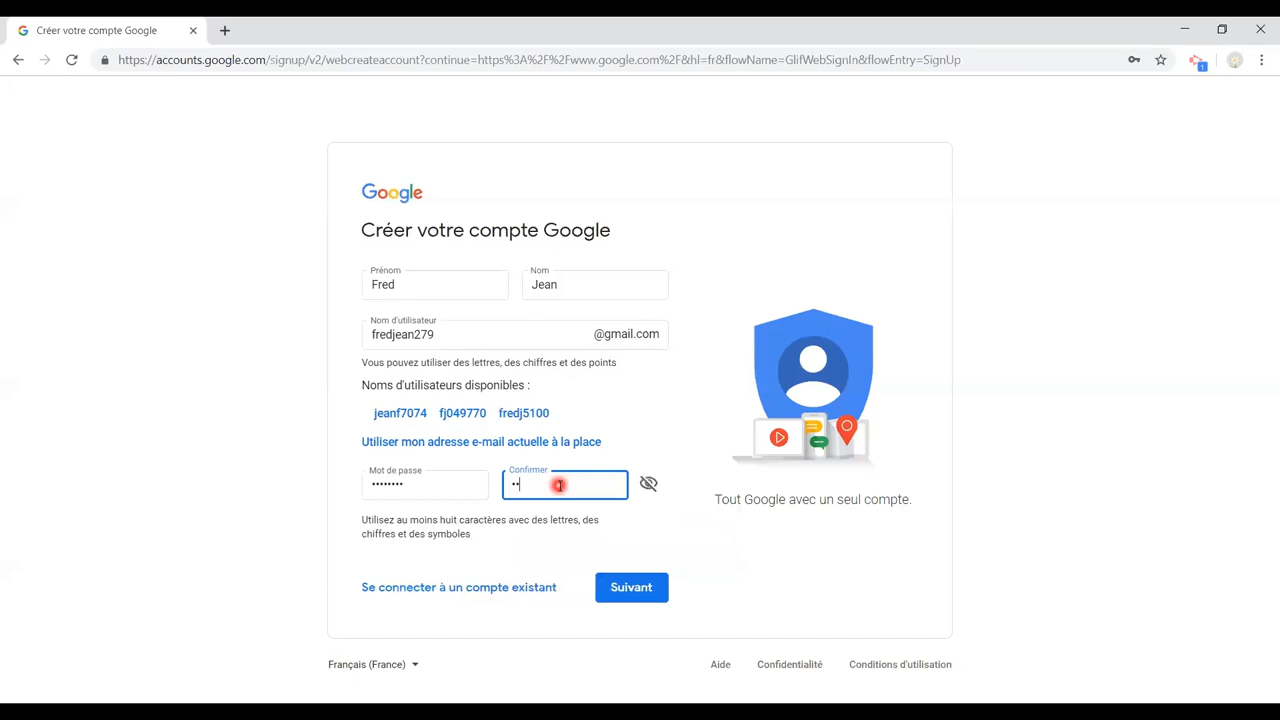 Créer votre compte Google
https://accounts.google.com/signup/v2/webcreateaccount?continue=https%3A%2F%2Fwww.google.com%2F&hl=fr&flowName=GlifWebSignIn&flowEntry=SignUp
1
Google
Créer votre compte Google
Prénom Nom
Fred Jean
Nom d'utilisateur
fredjean279 @gmail.com
Vous pouvez utiliser des lettres, des chiffres et des points
Noms d'utilisateurs disponibles :
jeanf7074 fj049770 fredj5100
Utiliser mon adresse e-mail actuelle à la place
Mot de passe Confirmer
•••••••• ••
Utilisez au moins huit caractères avec des lettres, des
chiffres et des symboles
Tout Google avec un seul compte.
Se connecter à un compte existant Suivant
Français (France) Aide Confidentialité Conditions d'utilisation